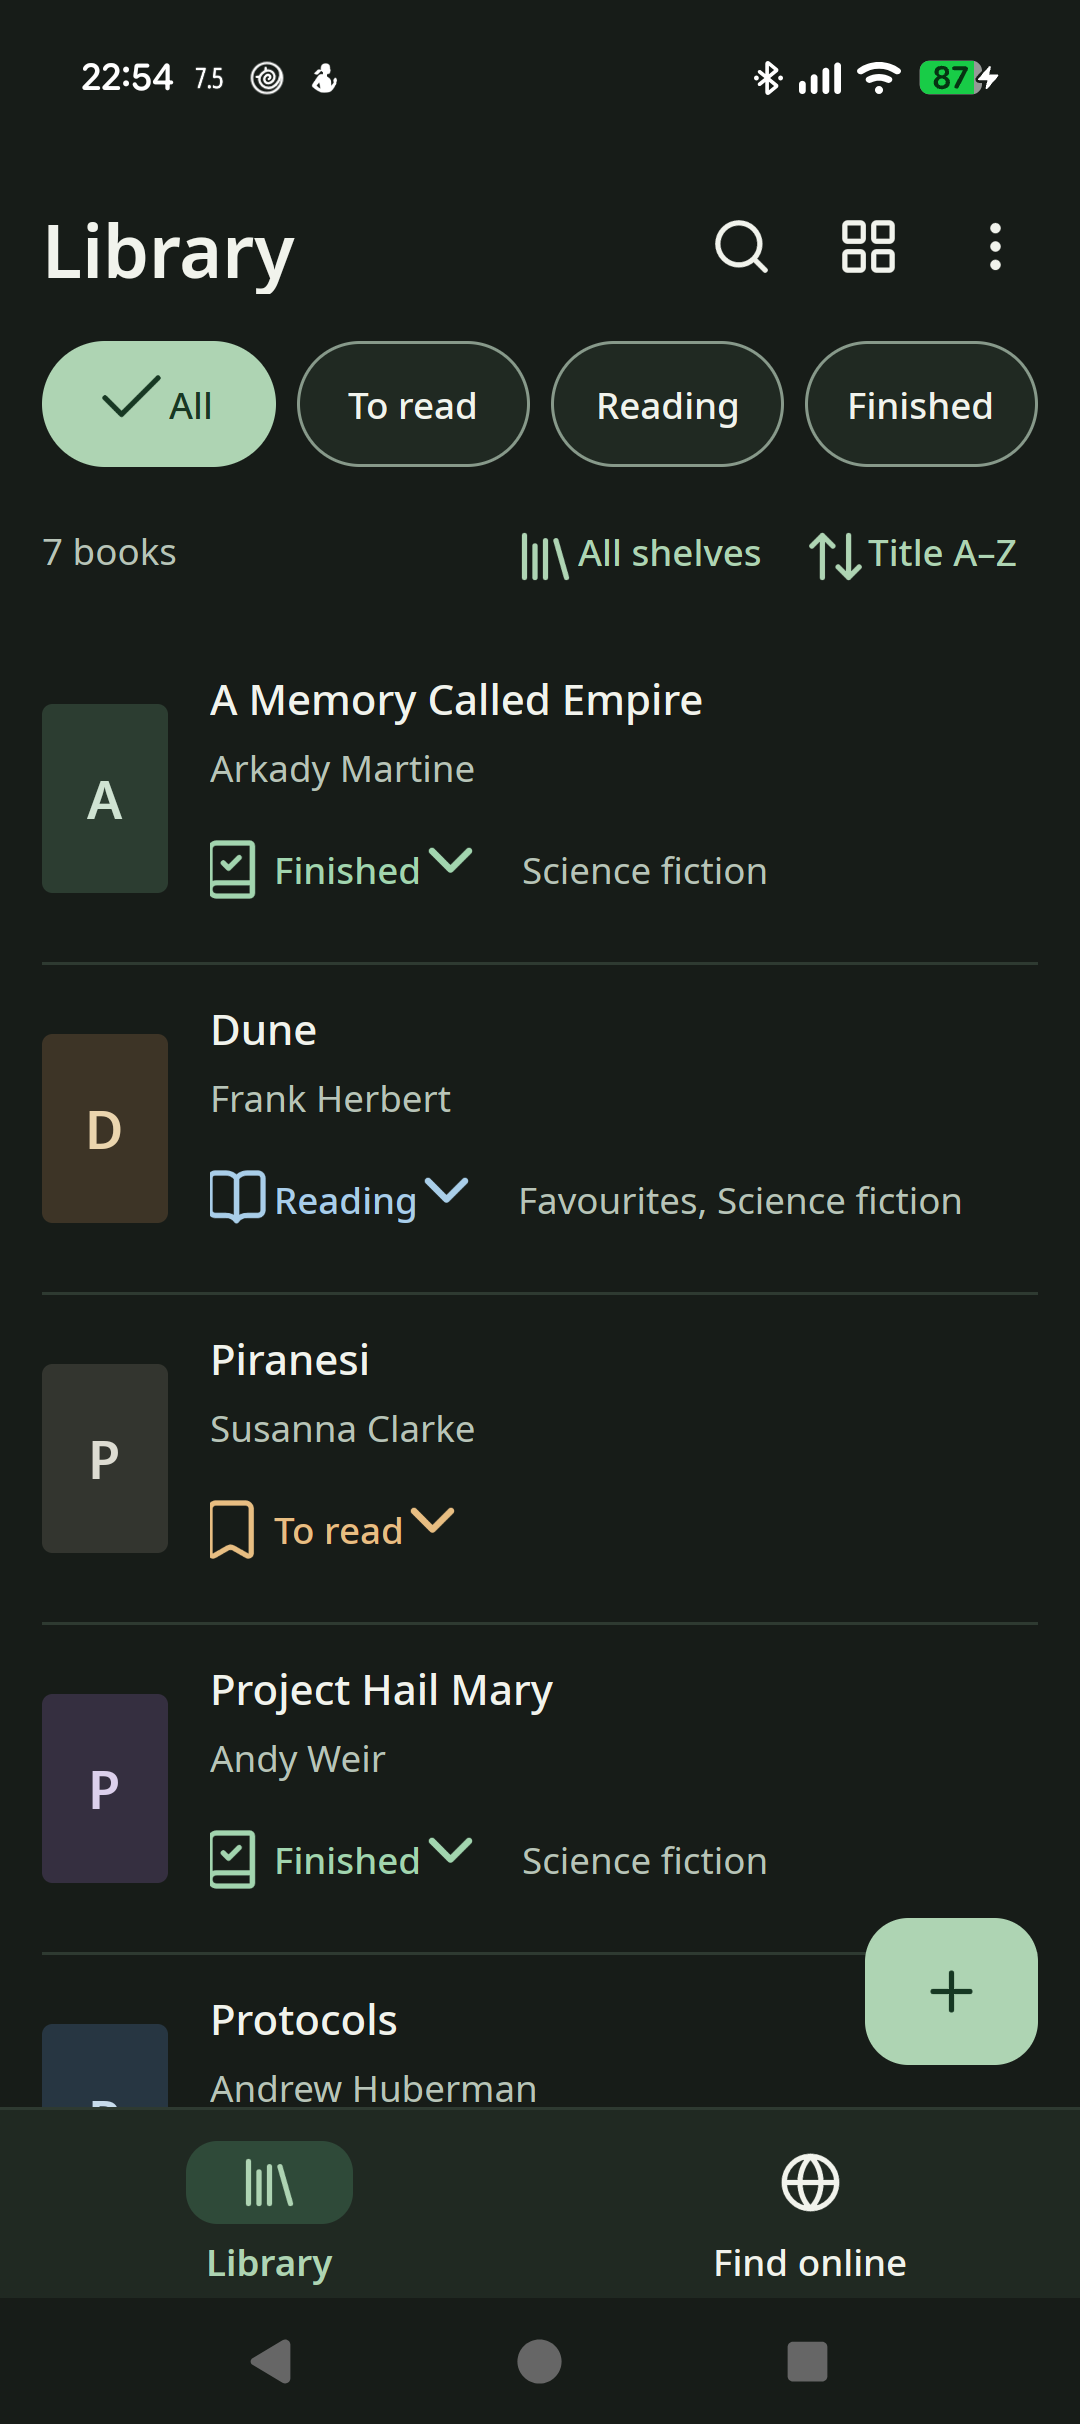 22:54 7.5 87
Library
All To read Reading Finished
7 books All shelves Title A–Z
A
A Memory Called Empire
Arkady Martine
Finished Science fiction
D
Dune
Frank Herbert
Reading Favourites, Science fiction
P
Piranesi
Susanna Clarke
To read
P
Project Hail Mary
Andy Weir
Finished Science fiction
Protocols
Andrew Huberman
Library Find online